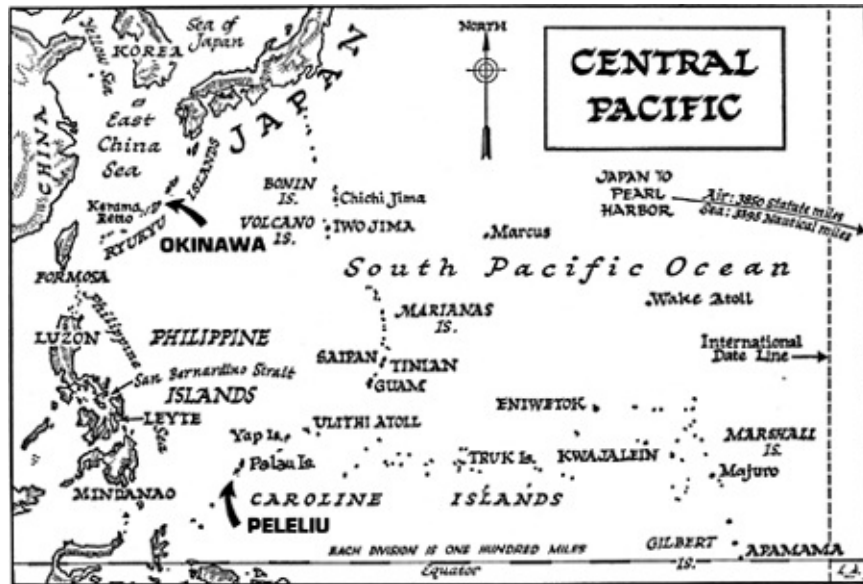 Sea of
Japan
KOREA
Yellow Sea
JAPAN
East
China
Sea
CHINA
NORTH
CENTRAL
PACIFIC
JAPAN TO
PEARL
HARBOR
Air: 3850 Statute miles
Sea: 3395 Nautical miles
BONIN
IS.
Chichi Jima
VOLCANO
IS.
IWO JIMA
Kerama
Retto
RYUKYU
ISLANDS
OKINAWA
Marcus
South Pacific Ocean
FORMOSA
Wake Atoll
MARIANAS
IS.
International
Date Line
LUZON
Philippine
Sea
PHILIPPINE
ISLANDS
San Bernardino Strait
SAIPAN
TINIAN
GUAM
LEYTE
ENIWETOK
ULITHI ATOLL
Yap Is.
MARSHALL
IS.
TRUK Is.
KWAJALEIN
Palau Is.
Majuro
MINDANAO
CAROLINE ISLANDS
PELELIU
EACH DIVISION IS ONE HUNDRED MILES
GILBERT
IS.
APAMAMA
Equator